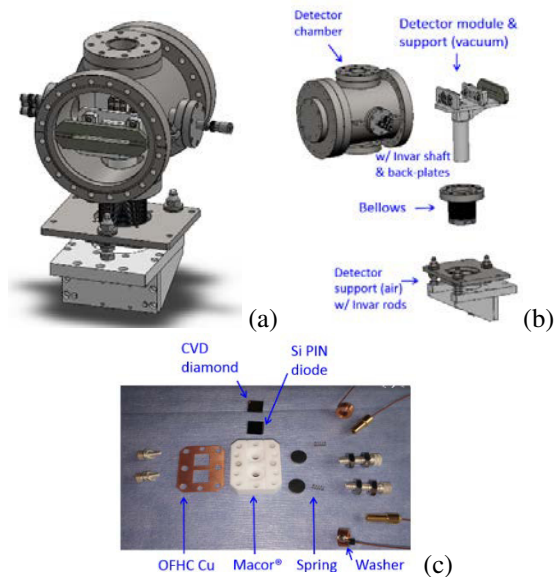 Detector
chamber
Detector module &
support (vacuum)
w/ Invar shaft
& back-plates
Bellows
Detector
support (air)
w/ Invar rods
(a)
(b)
CVD
diamond
Si PIN
diode
OFHC Cu
Macor®
Spring
Washer
(c)